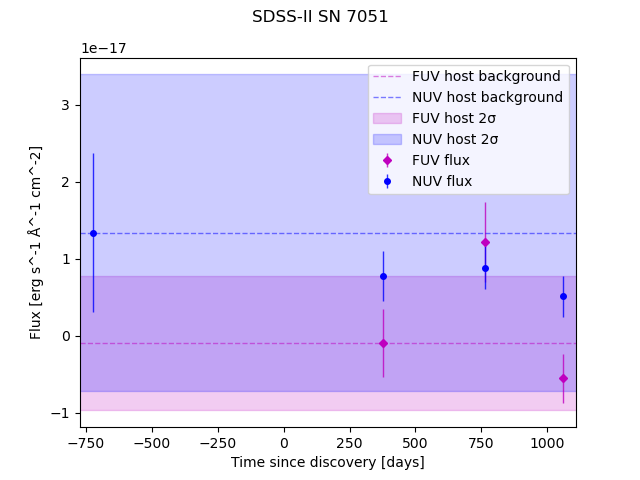 SDSS-II SN 7051
1e−17
FUV host background
NUV host background
FUV host 2σ
NUV host 2σ
FUV flux
NUV flux
3
2
1
0
−1
Flux [erg s^-1 Å^-1 cm^-2]
−750 −500 −250 0 250 500 750 1000
Time since discovery [days]